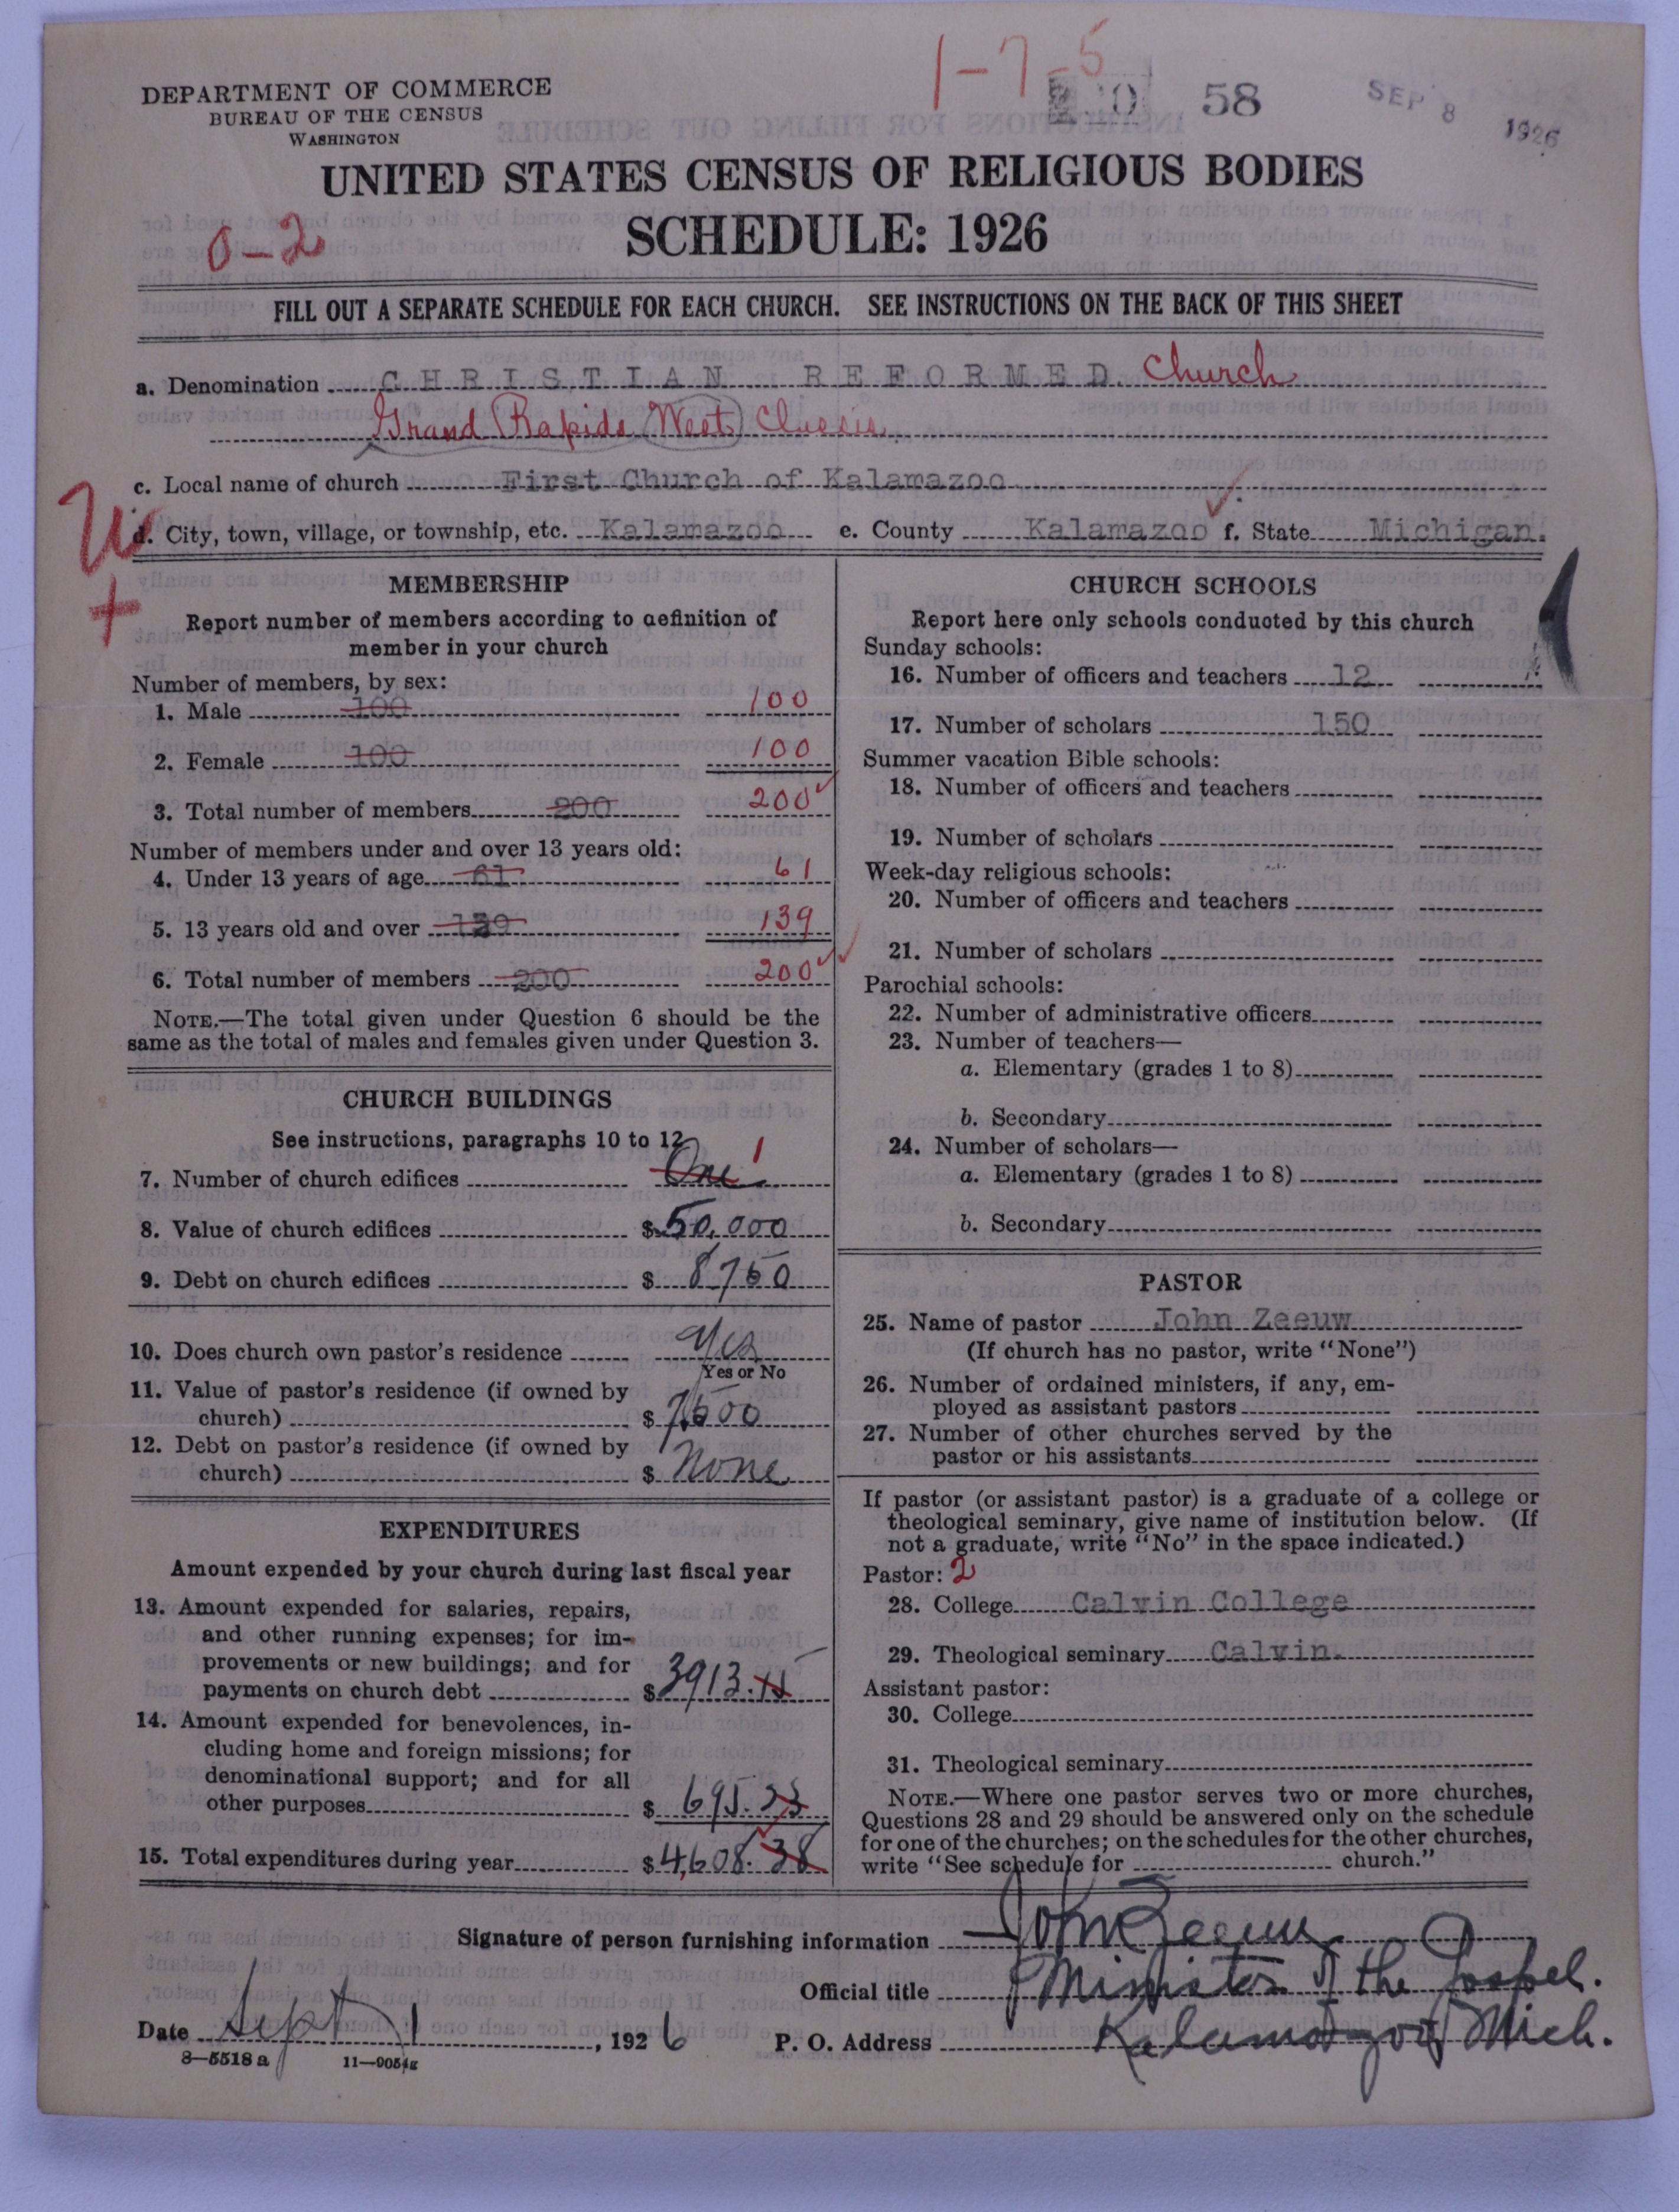 1-7-5
58
SEP 8 1926
DEPARTMENT OF COMMERCE
BUREAU OF THE CENSUS
WASHINGTON
UNITED STATES CENSUS OF RELIGIOUS BODIES
SCHEDULE: 1926
0-2
FILL OUT A SEPARATE SCHEDULE FOR EACH CHURCH. SEE INSTRUCTIONS ON THE BACK OF THIS SHEET
a. Denomination CHRISTIAN REFORMED Church
Grand Rapids West Classis
c. Local name of church First Church of Kalamazoo
d. City, town, village, or township, etc. Kalamazoo e. County Kalamazoo f. State Michigan.
MEMBERSHIP
Report number of members according to definition of
member in your church
Number of members, by sex:
1. Male 100 100
2. Female 100 100
3. Total number of members 200 200
Number of members under and over 13 years old:
4. Under 13 years of age 61 61
5. 13 years old and over 139 139
6. Total number of members 200 200
NOTE.—The total given under Question 6 should be the
same as the total of males and females given under Question 3.
CHURCH BUILDINGS
See instructions, paragraphs 10 to 12
7. Number of church edifices One 1
8. Value of church edifices $ 50,000
9. Debt on church edifices $ 8750
10. Does church own pastor's residence Yes
Yes or No
11. Value of pastor's residence (if owned by
church) $ 7500
12. Debt on pastor's residence (if owned by
church) $ None
EXPENDITURES
Amount expended by your church during last fiscal year
13. Amount expended for salaries, repairs,
and other running expenses; for im-
provements or new buildings; and for
payments on church debt $ 3913.15
14. Amount expended for benevolences, in-
cluding home and foreign missions; for
denominational support; and for all
other purposes $ 695.23
15. Total expenditures during year $ 4,608.38
CHURCH SCHOOLS
Report here only schools conducted by this church
Sunday schools:
16. Number of officers and teachers 12
17. Number of scholars 150
Summer vacation Bible schools:
18. Number of officers and teachers
19. Number of scholars
Week-day religious schools:
20. Number of officers and teachers
21. Number of scholars
Parochial schools:
22. Number of administrative officers
23. Number of teachers—
a. Elementary (grades 1 to 8)
b. Secondary
24. Number of scholars—
a. Elementary (grades 1 to 8)
b. Secondary
PASTOR
25. Name of pastor John Zeeuw
(If church has no pastor, write "None")
26. Number of ordained ministers, if any, em-
ployed as assistant pastors
27. Number of other churches served by the
pastor or his assistants
If pastor (or assistant pastor) is a graduate of a college or
theological seminary, give name of institution below. (If
not a graduate, write "No" in the space indicated.)
Pastor: 2
28. College Calvin College
29. Theological seminary Calvin.
Assistant pastor:
30. College
31. Theological seminary
NOTE.—Where one pastor serves two or more churches,
Questions 28 and 29 should be answered only on the schedule
for one of the churches; on the schedules for the other churches,
write "See schedule for church."
Signature of person furnishing information John Zeeuw
Official title Minister of the Gospel.
Date Sept 1, 1926 P. O. Address Kalamazoo Mich.
8—5518 a 11—9054g